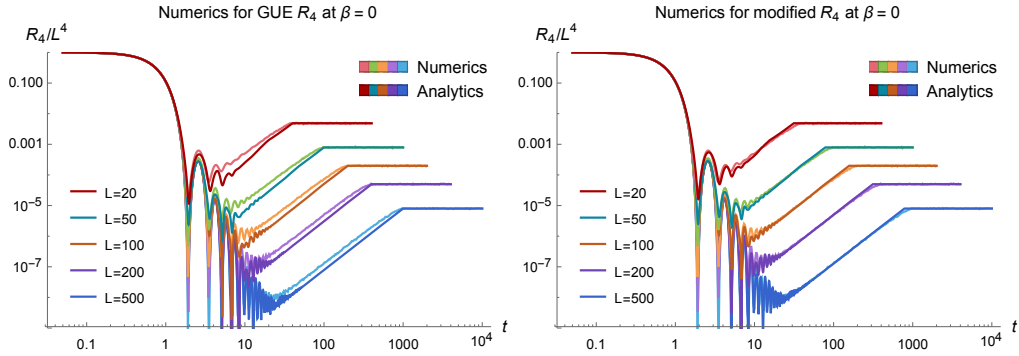 Numerics for GUE R₄ at β = 0
R₄/L⁴
0.100
0.001
10⁻⁵
10⁻⁷
Numerics
Analytics
L=20
L=50
L=100
L=200
L=500
0.1
1
10
100
1000
10⁴
t
Numerics for modified R₄ at β = 0
R₄/L⁴
0.100
0.001
10⁻⁵
10⁻⁷
Numerics
Analytics
L=20
L=50
L=100
L=200
L=500
0.1
1
10
100
1000
10⁴
t